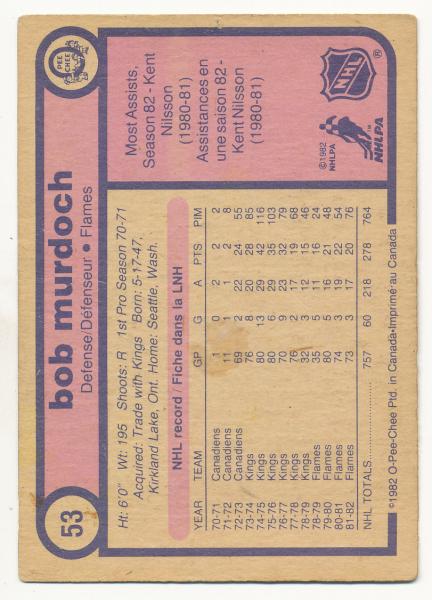 53
bob murdoch
Defense/Défenseur • Flames
O PEE CHEE
Ht: 6'0" Wt: 195 Shoots: R 1st Pro Season 70-71
Acquired: Trade with Kings Born: 5-17-47,
Kirkland Lake, Ont. Home: Seattle, Wash.
NHL record / Fiche dans la LNH
YEAR TEAM GP G A PTS PIM
70-71 Canadiens 1 0 2 2 2
71-72 Canadiens 11 1 1 2 8
72-73 Canadiens 69 2 22 24 55
73-74 Kings 76 8 20 28 85
74-75 Kings 80 13 29 42 116
75-76 Kings 80 6 29 35 103
76-77 Kings 70 9 23 32 79
77-78 Kings 76 2 17 19 68
78-79 Kings 32 3 12 15 46
78-79 Flames 35 5 11 16 24
79-80 Flames 80 5 16 21 48
80-81 Flames 74 3 19 22 54
81-82 Flames 73 3 17 20 76
NHL TOTALS 757 60 218 278 764
Most Assists,
Season 82 - Kent
Nilsson
(1980-81)
Assistances en
une saison 82 -
Kent Nilsson
(1980-81)
NHL
®
©1982
NHLPA
TM
NHLPA
©1982 O-Pee-Chee Ptd. in Canada•Imprimé au Canada